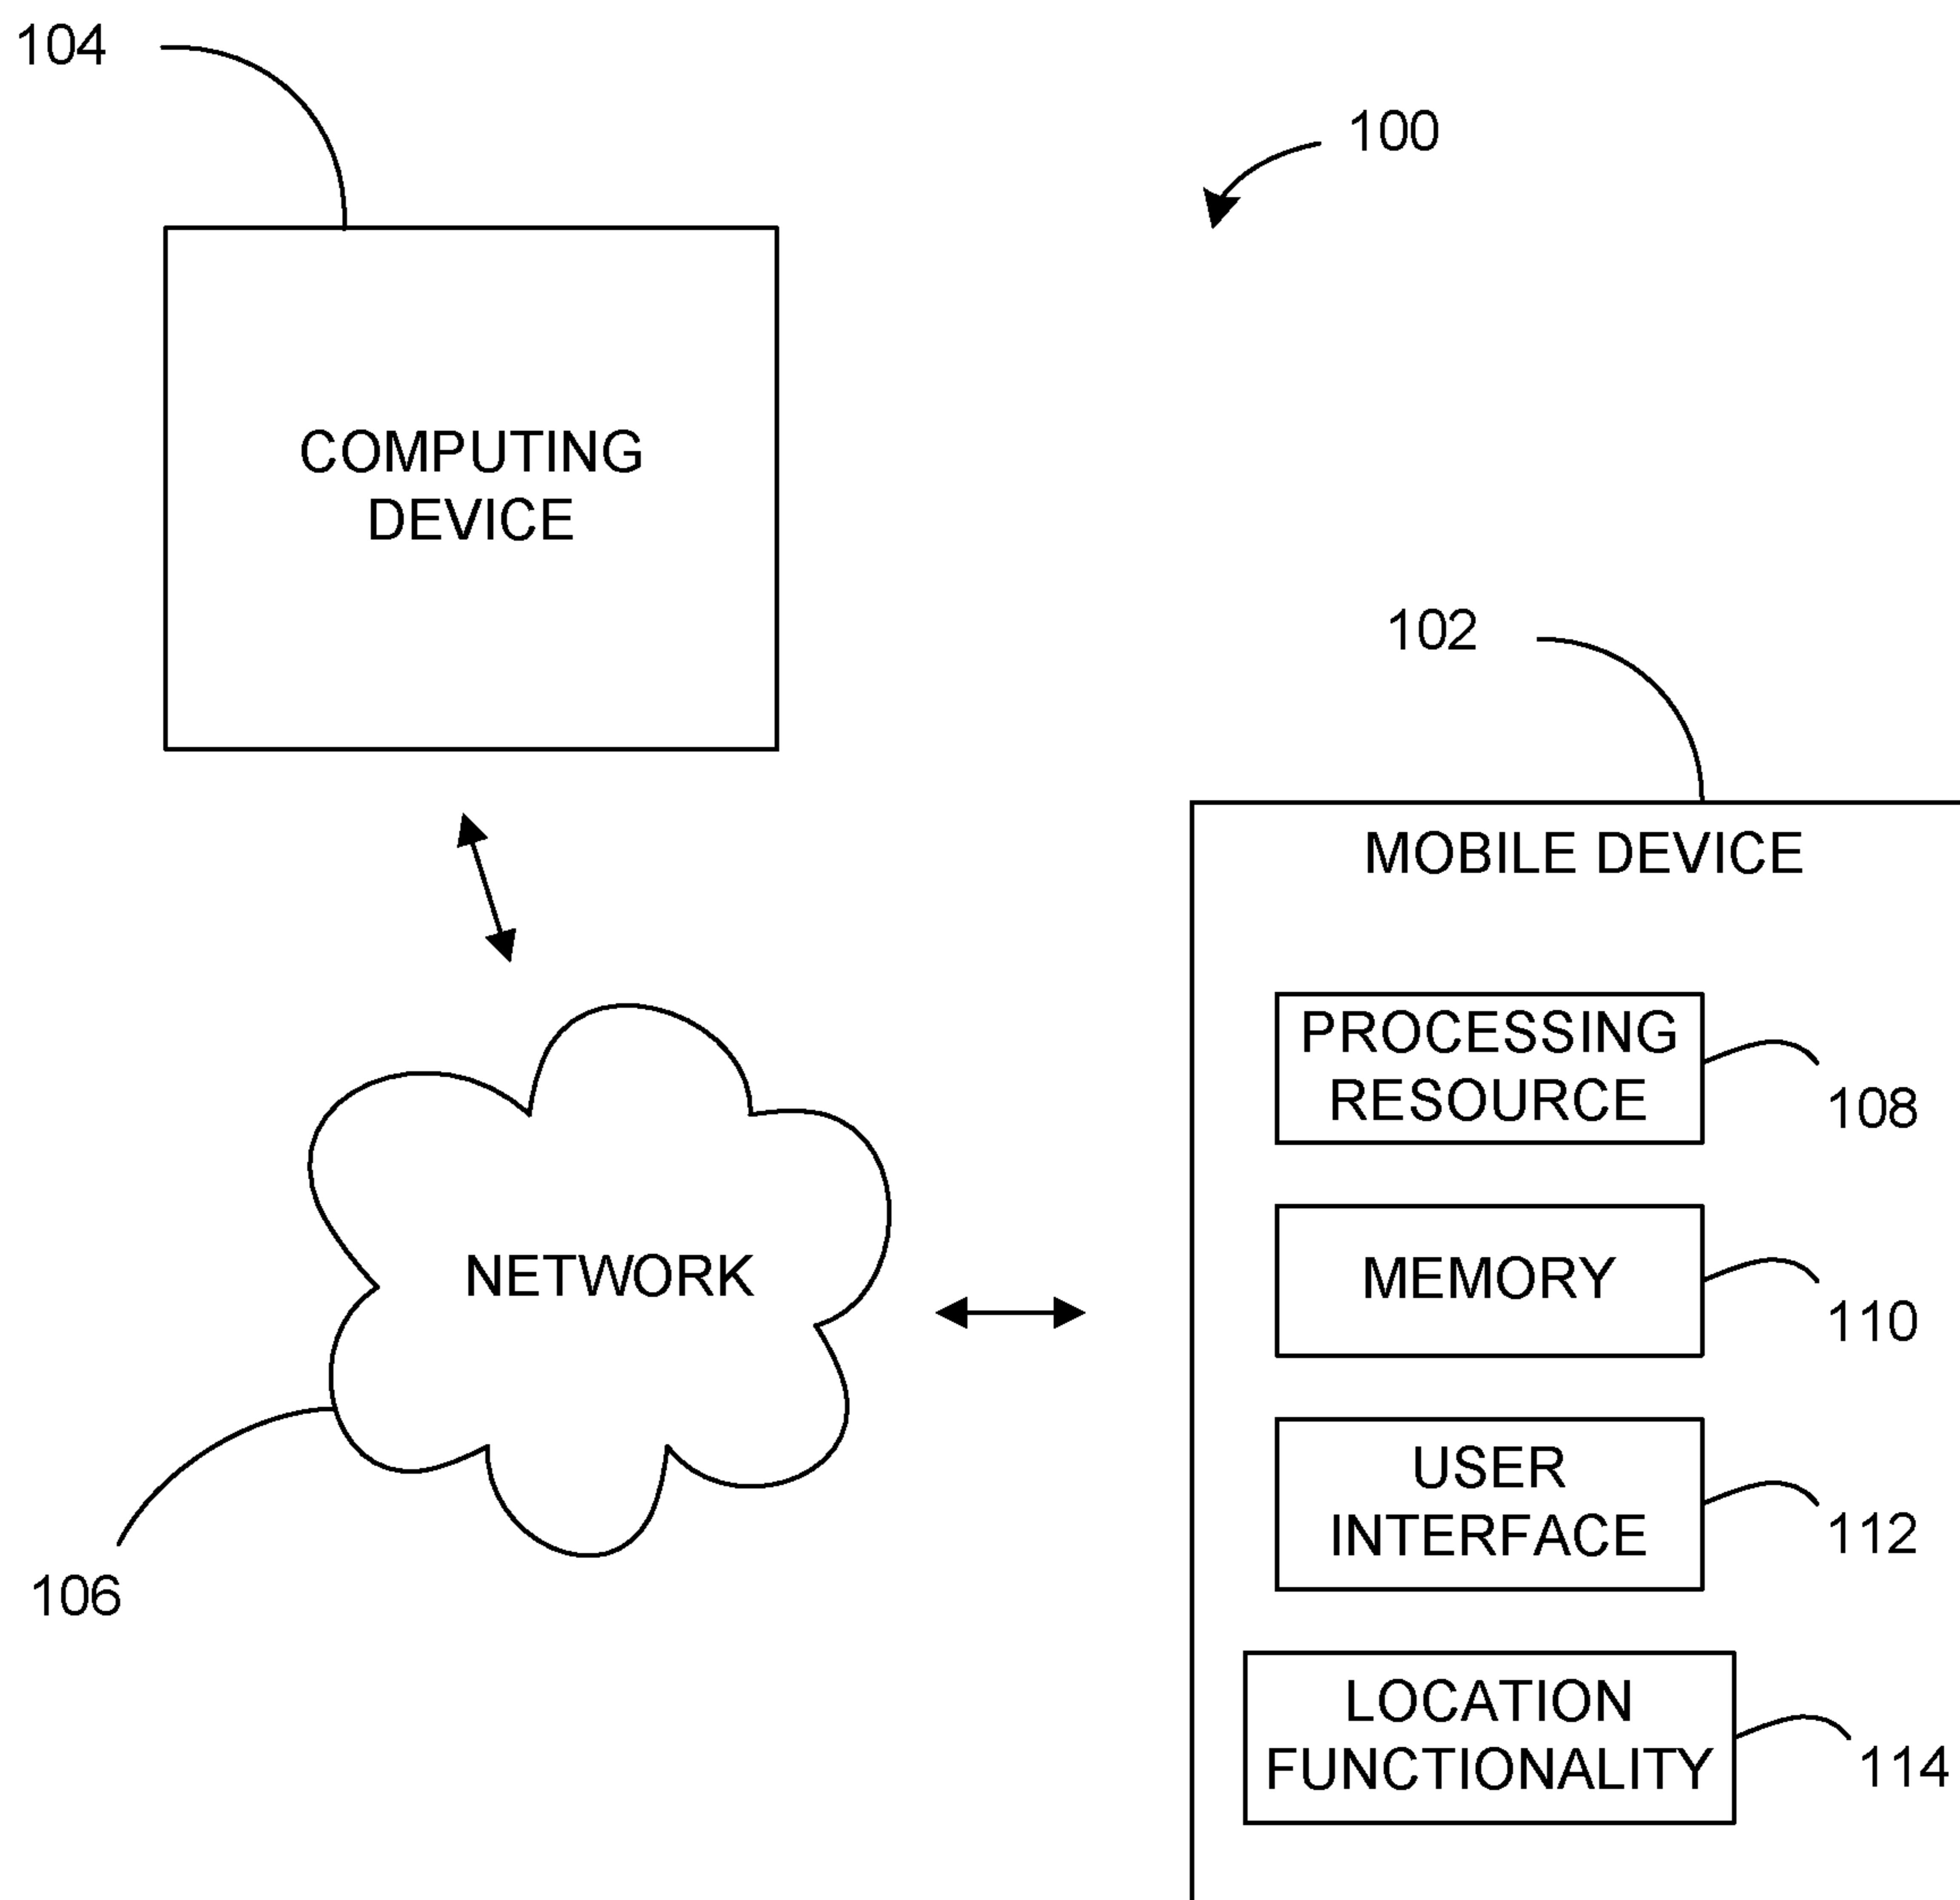 104
100
COMPUTING
DEVICE
102
MOBILE DEVICE
PROCESSING
RESOURCE
108
MEMORY
110
NETWORK
USER
INTERFACE
112
106
LOCATION
FUNCTIONALITY
114